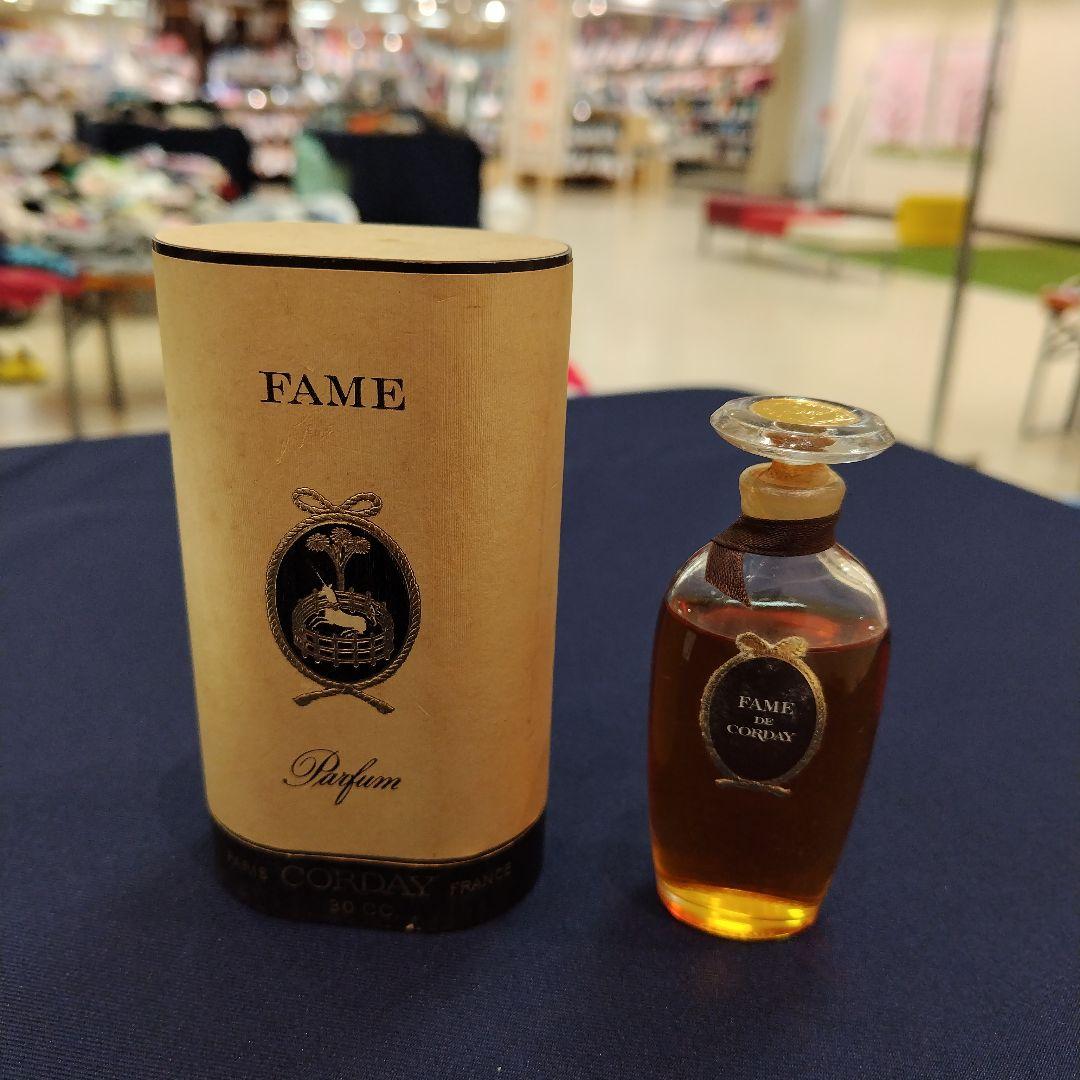 FAME
Parfum
PARIS CORDAY FRANCE
30 CC
FAME
DE
CORDAY